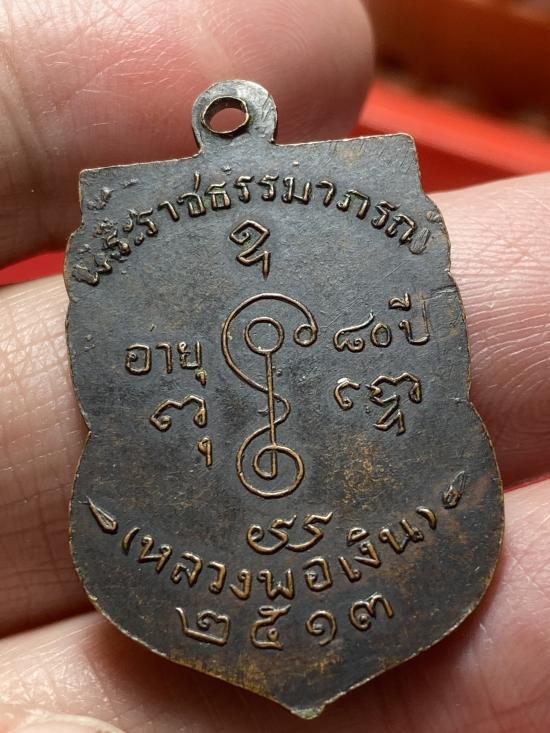 พระราชธรรมาภรณ์
อายุ ๘๐ ปี
(หลวงพ่อเงิน)
๒๕๑๓